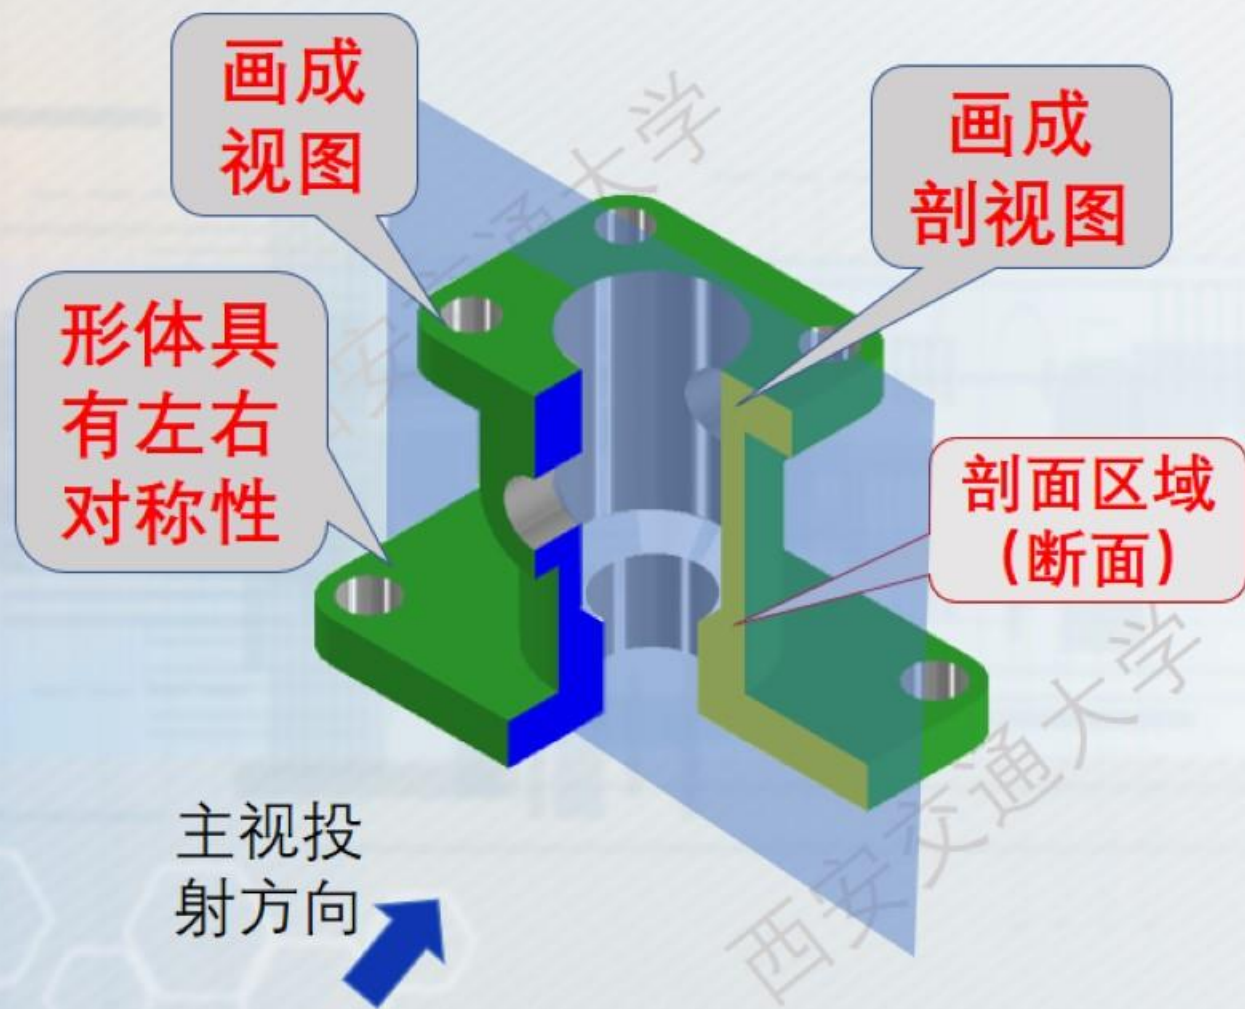 画成
视图
画成
剖视图
形体具
有左右
对称性
剖面区域
(断面)
主视投
射方向
西安交通大学
西安交通大学